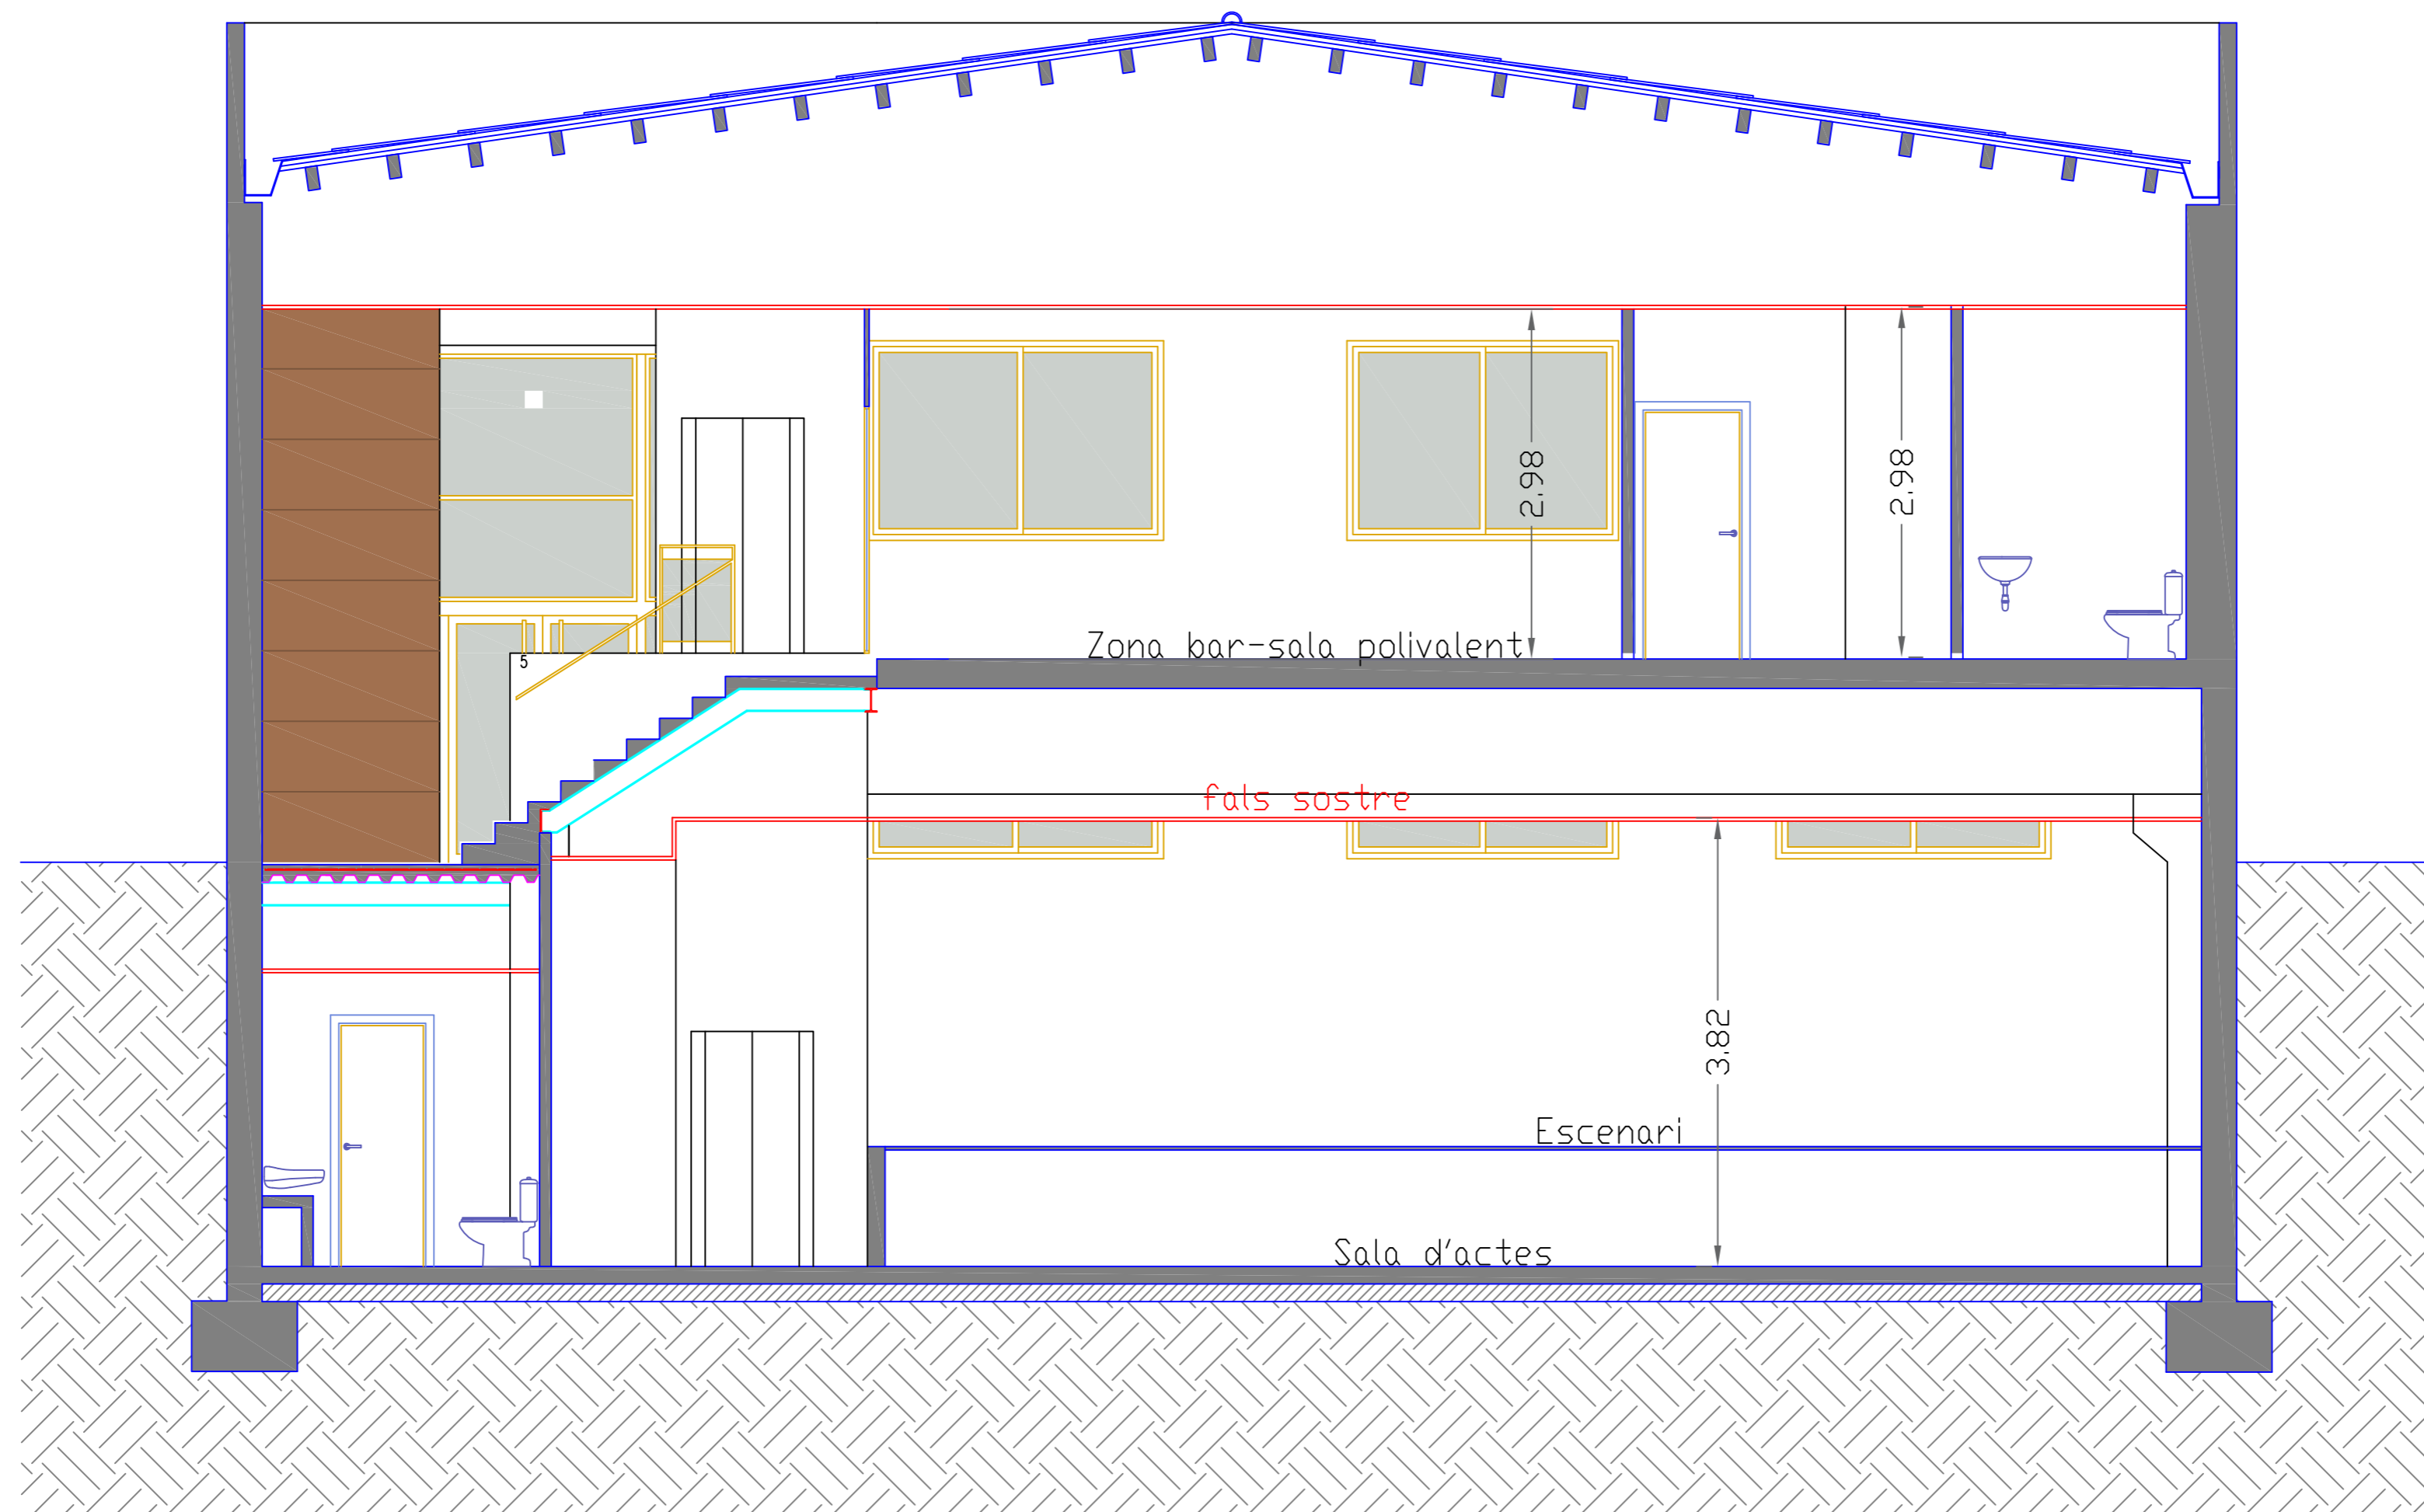 2.98
2.98
Zona bar-sala polivalent
5
fals sostre
3.82
Escenari
Sala d'actes